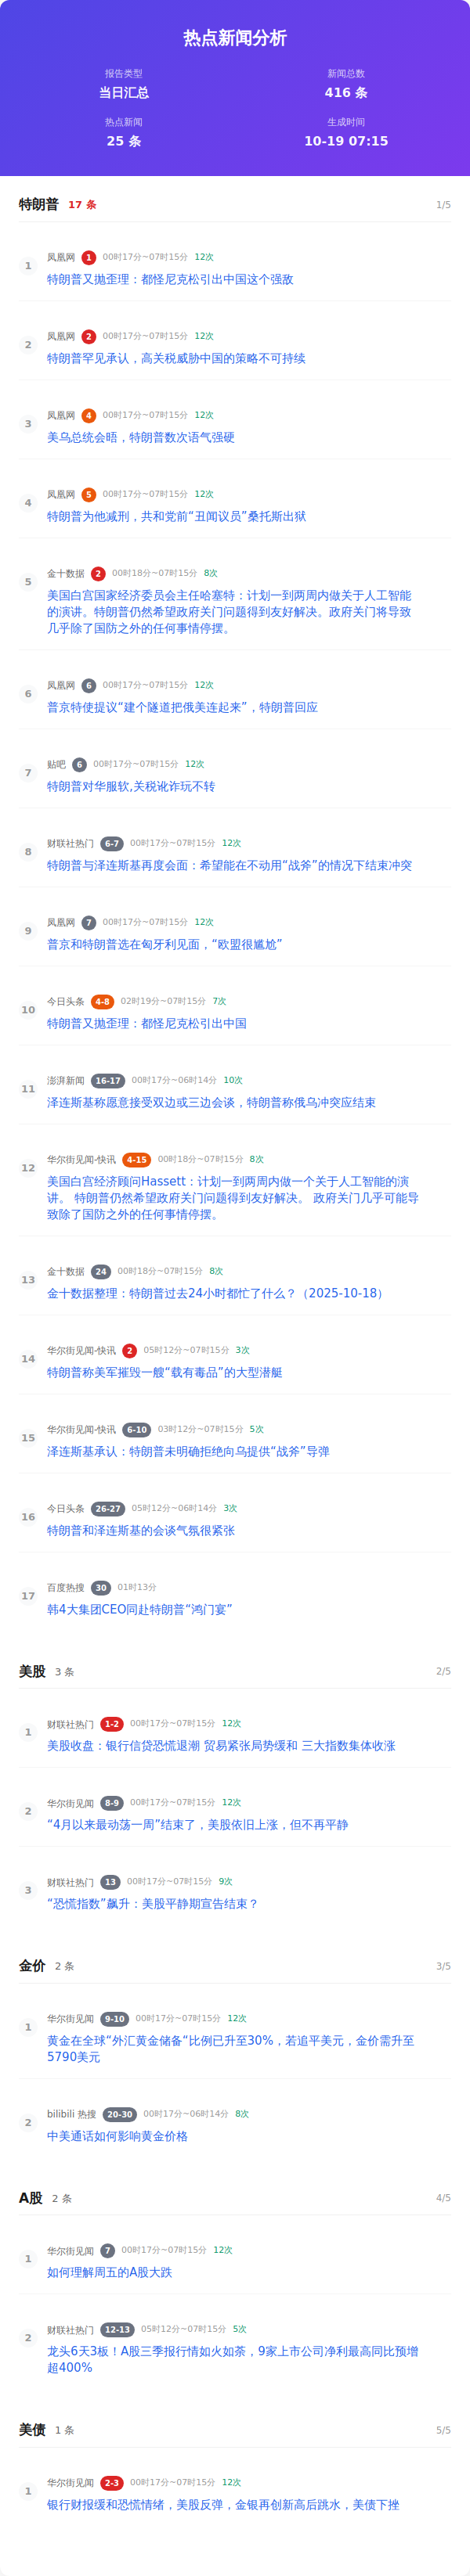 热点新闻分析
报告类型
新闻总数
当日汇总
416 条
热点新闻
生成时间
25 条
10-19 07:15
特朗普 17 条 1/5
1 凤凰网 1 00时17分~07时15分 12次
特朗普又抛歪理：都怪尼克松引出中国这个强敌
2 凤凰网 2 00时17分~07时15分 12次
特朗普罕见承认，高关税威胁中国的策略不可持续
3 凤凰网 4 00时17分~07时15分 12次
美乌总统会晤，特朗普数次语气强硬
4 凤凰网 5 00时17分~07时15分 12次
特朗普为他减刑，共和党前“丑闻议员”桑托斯出狱
5 金十数据 2 00时18分~07时15分 8次
美国白宫国家经济委员会主任哈塞特：计划一到两周内做关于人工智能
的演讲。特朗普仍然希望政府关门问题得到友好解决。政府关门将导致
几乎除了国防之外的任何事情停摆。
6 凤凰网 6 00时17分~07时15分 12次
普京特使提议“建个隧道把俄美连起来”，特朗普回应
7 贴吧 6 00时17分~07时15分 12次
特朗普对华服软,关税讹诈玩不转
8 财联社热门 6-7 00时17分~07时15分 12次
特朗普与泽连斯基再度会面：希望能在不动用“战斧”的情况下结束冲突
9 凤凰网 7 00时17分~07时15分 12次
普京和特朗普选在匈牙利见面，“欧盟很尴尬”
10 今日头条 4-8 02时19分~07时15分 7次
特朗普又抛歪理：都怪尼克松引出中国
11 澎湃新闻 16-17 00时17分~06时14分 10次
泽连斯基称愿意接受双边或三边会谈，特朗普称俄乌冲突应结束
12 华尔街见闻-快讯 4-15 00时18分~07时15分 8次
美国白宫经济顾问Hassett：计划一到两周内做一个关于人工智能的演
讲。 特朗普仍然希望政府关门问题得到友好解决。 政府关门几乎可能导
致除了国防之外的任何事情停摆。
13 金十数据 24 00时18分~07时15分 8次
金十数据整理：特朗普过去24小时都忙了什么？（2025-10-18）
14 华尔街见闻-快讯 2 05时12分~07时15分 3次
特朗普称美军摧毁一艘“载有毒品”的大型潜艇
15 华尔街见闻-快讯 6-10 03时12分~07时15分 5次
泽连斯基承认：特朗普未明确拒绝向乌提供“战斧”导弹
16 今日头条 26-27 05时12分~06时14分 3次
特朗普和泽连斯基的会谈气氛很紧张
17 百度热搜 30 01时13分
韩4大集团CEO同赴特朗普“鸿门宴”
美股 3 条 2/5
1 财联社热门 1-2 00时17分~07时15分 12次
美股收盘：银行信贷恐慌退潮 贸易紧张局势缓和 三大指数集体收涨
2 华尔街见闻 8-9 00时17分~07时15分 12次
“4月以来最动荡一周”结束了，美股依旧上涨，但不再平静
3 财联社热门 13 00时17分~07时15分 9次
“恐慌指数”飙升：美股平静期宣告结束？
金价 2 条 3/5
1 华尔街见闻 9-10 00时17分~07时15分 12次
黄金在全球“外汇黄金储备“比例已升至30%，若追平美元，金价需升至
5790美元
2 bilibili 热搜 20-30 00时17分~06时14分 8次
中美通话如何影响黄金价格
A股 2 条 4/5
1 华尔街见闻 7 00时17分~07时15分 12次
如何理解周五的A股大跌
2 财联社热门 12-13 05时12分~07时15分 5次
龙头6天3板！A股三季报行情如火如荼，9家上市公司净利最高同比预增
超400%
美债 1 条 5/5
1 华尔街见闻 2-3 00时17分~07时15分 12次
银行财报缓和恐慌情绪，美股反弹，金银再创新高后跳水，美债下挫